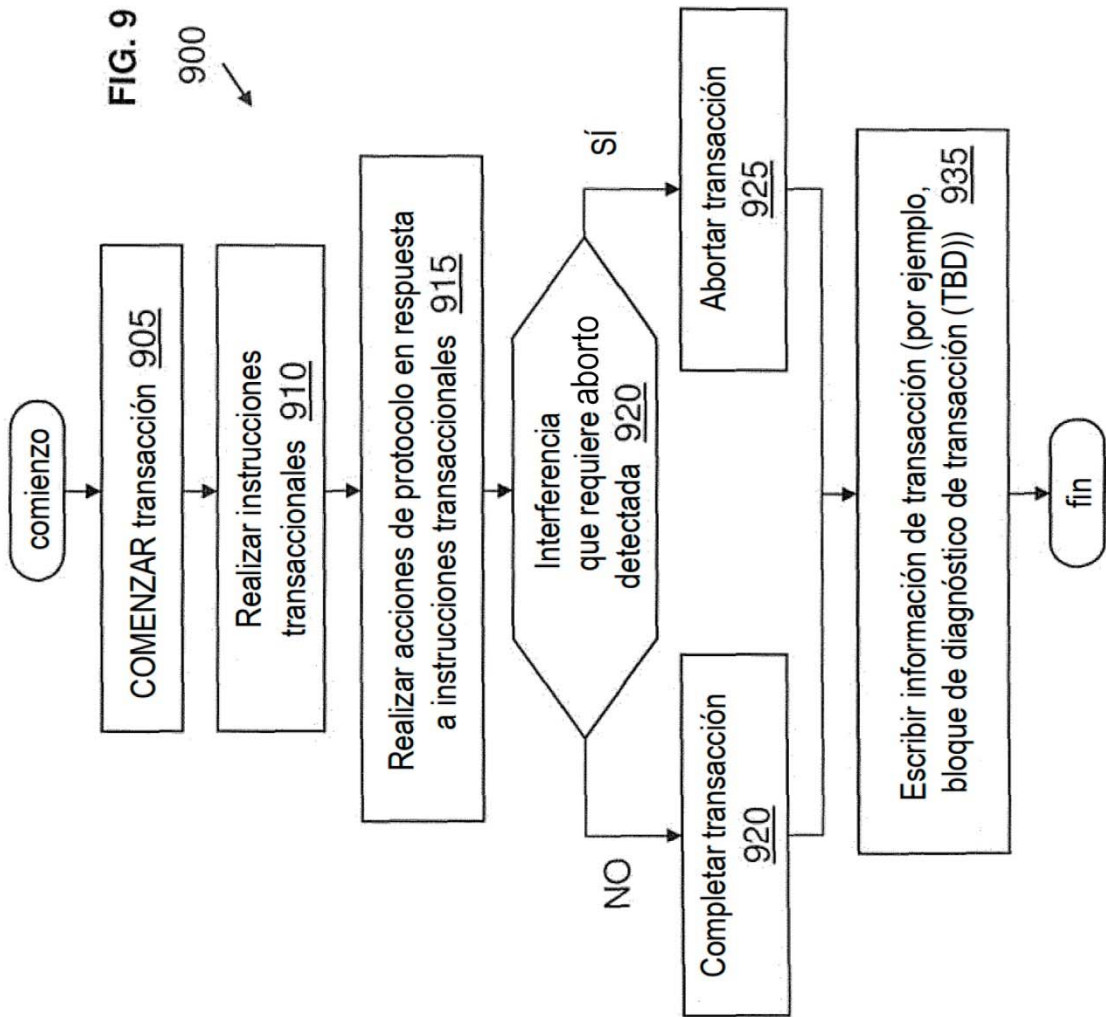 FIG. 9
900
comienzo
COMENZAR transacción 905
Realizar instrucciones
transaccionales 910
Realizar acciones de protocolo en respuesta
a instrucciones transaccionales 915
Interferencia
que requiere aborto
detectada 920
NO
SÍ
Completar transacción
920
Abortar transacción
925
Escribir información de transacción (por ejemplo,
bloque de diagnóstico de transacción (TBD)) 935
fin